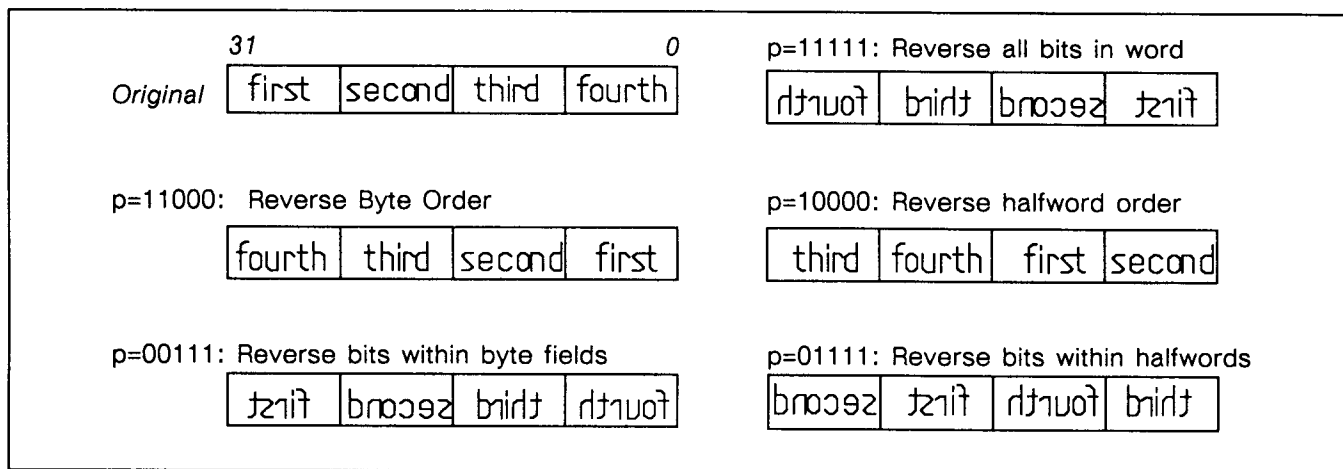 31 0
Original first second third fourth
p=11111: Reverse all bits in word
fourth third second first
p=11000: Reverse Byte Order
fourth third second first
p=10000: Reverse halfword order
third fourth first second
p=00111: Reverse bits within byte fields
first second third fourth
p=01111: Reverse bits within halfwords
second first fourth third